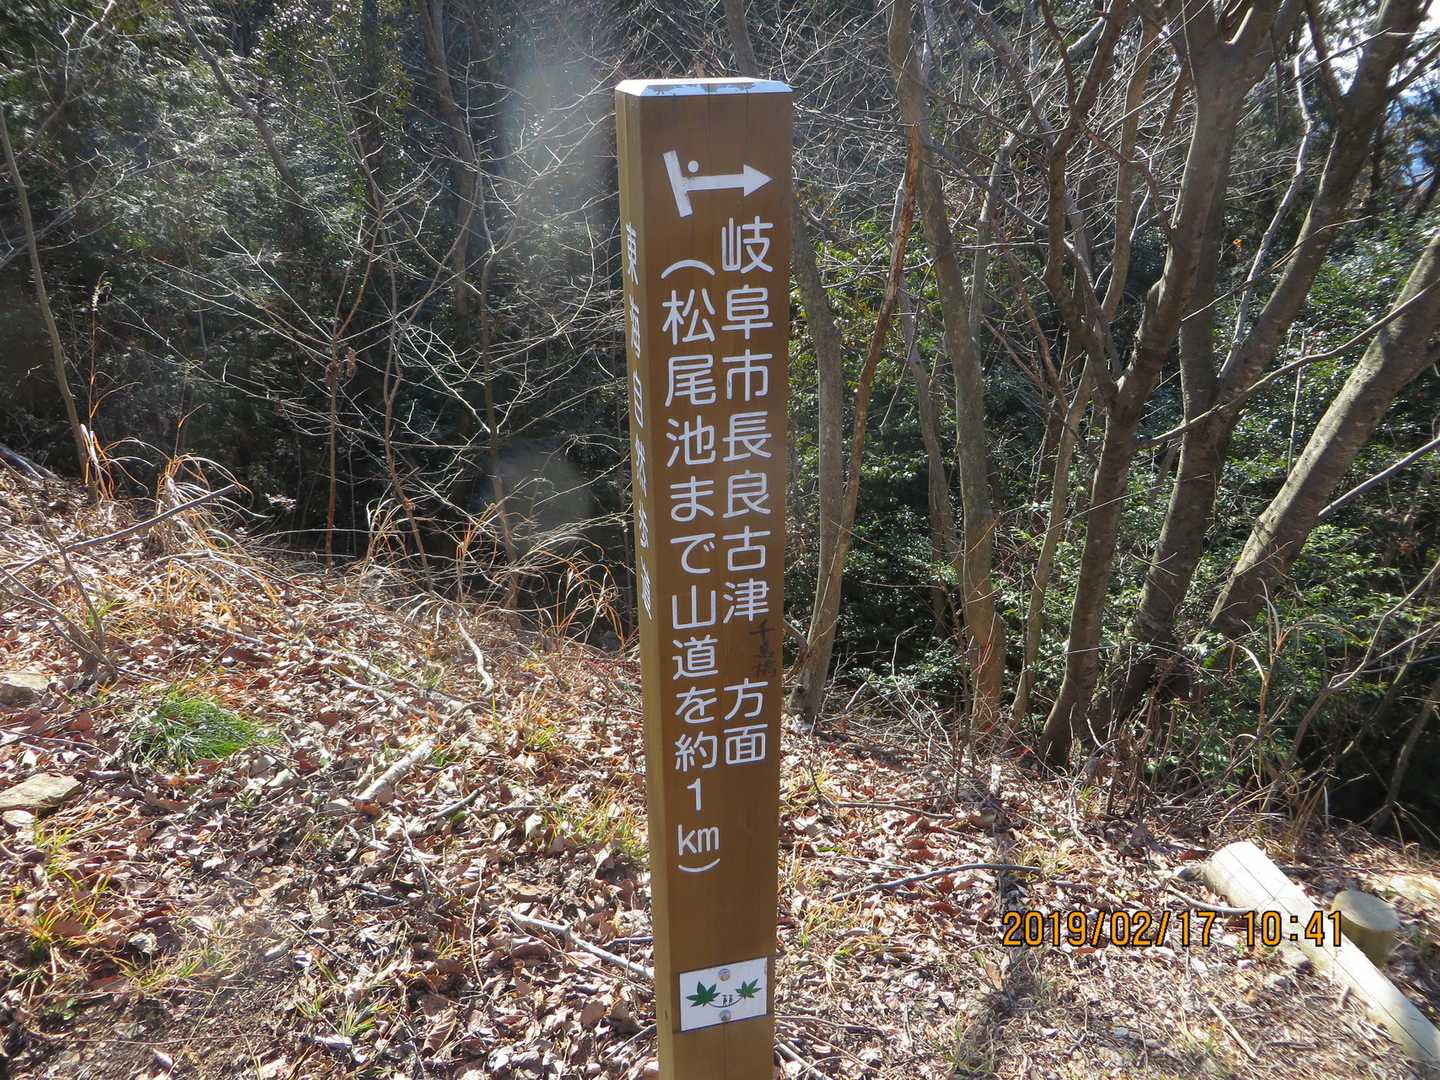 岐阜市長良古津 方面
(松尾池まで山道を約1km)
東海自然歩道
千鳥橋
2019/02/17 10:41